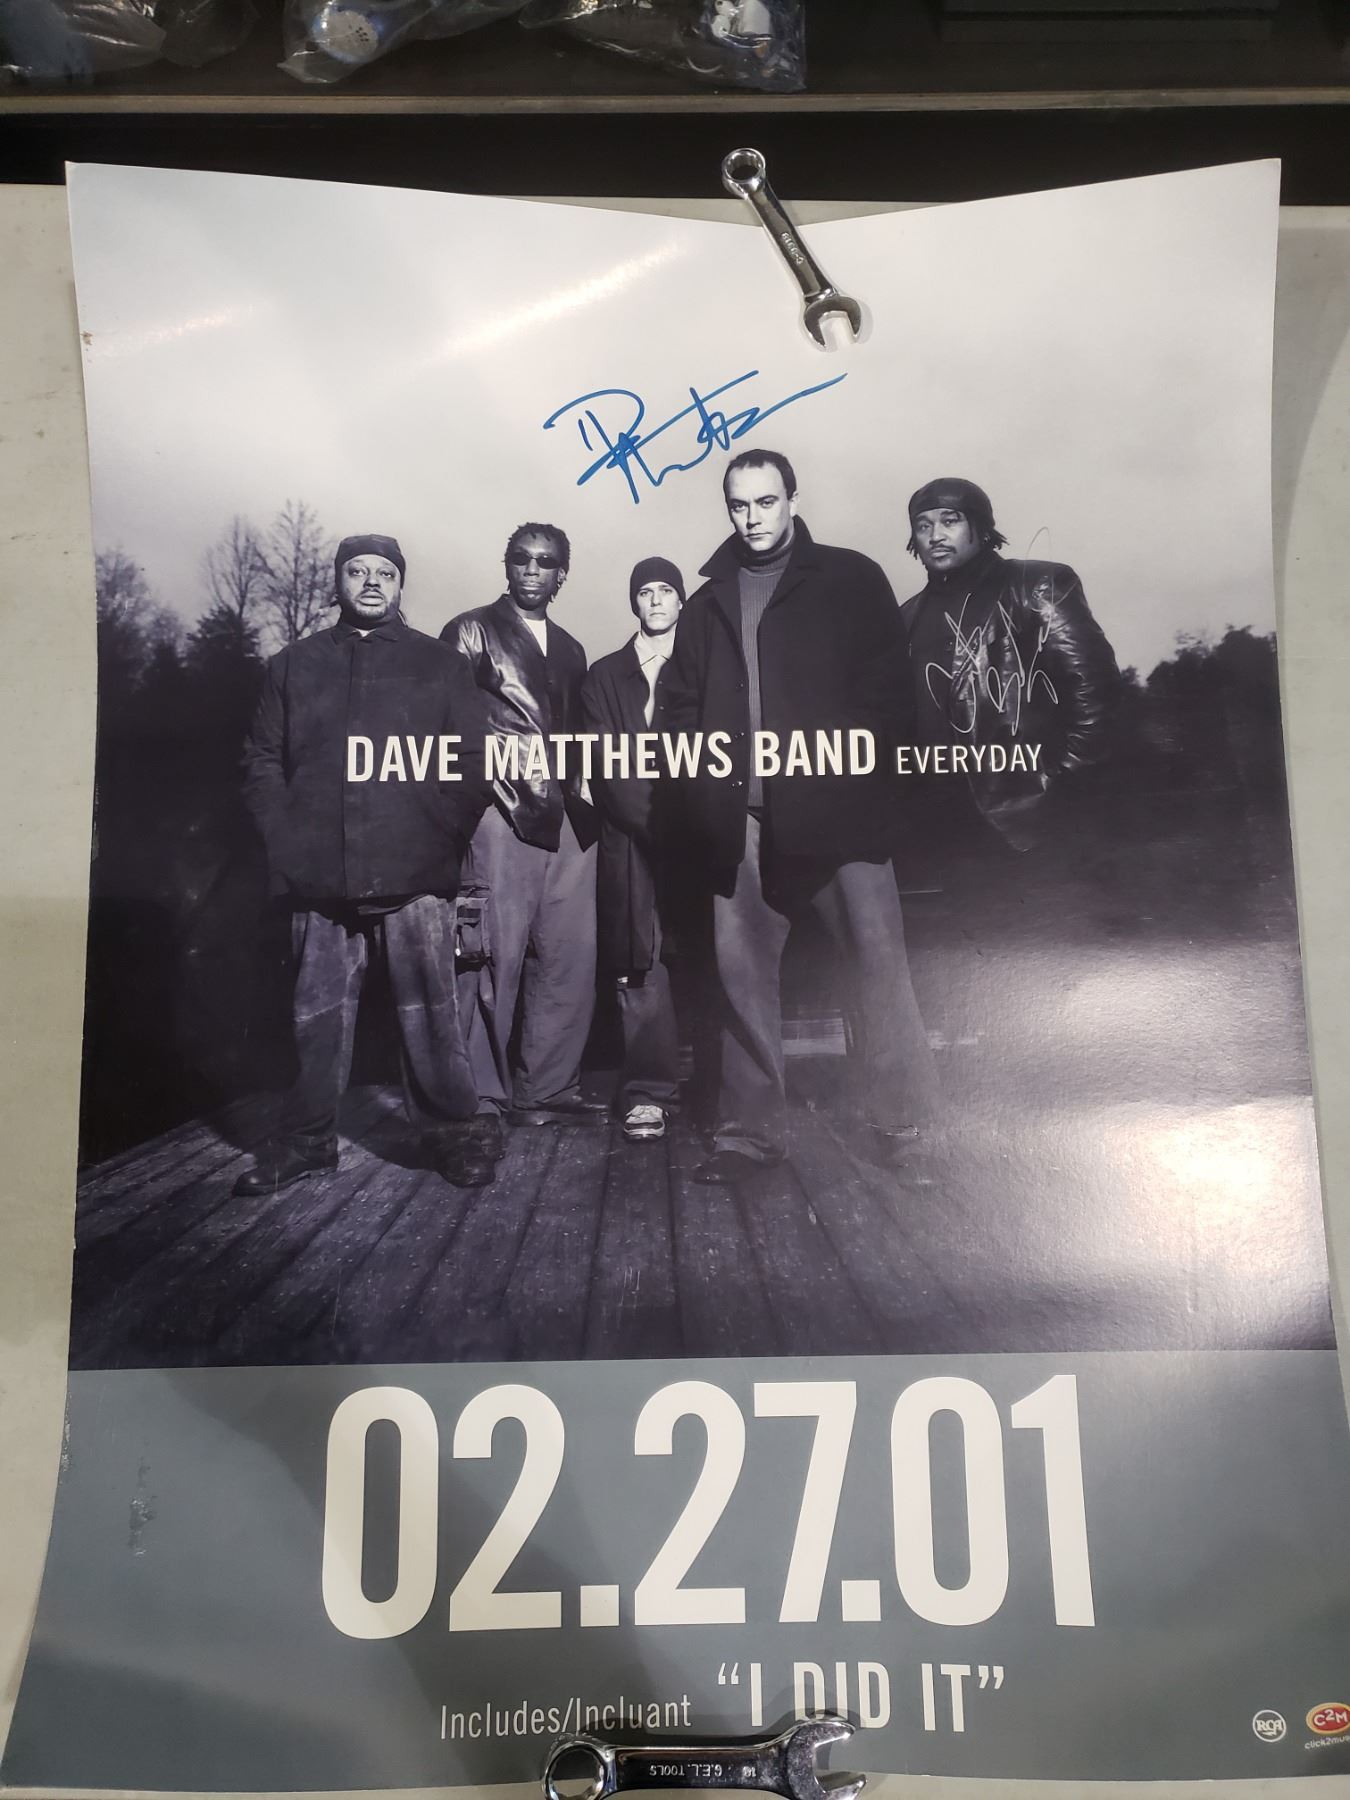 DAVE MATTHEWS BAND EVERYDAY
02.27.01
Includes/Incluant "I DID IT"
RCA
C2M
G.E.L. TOOLS